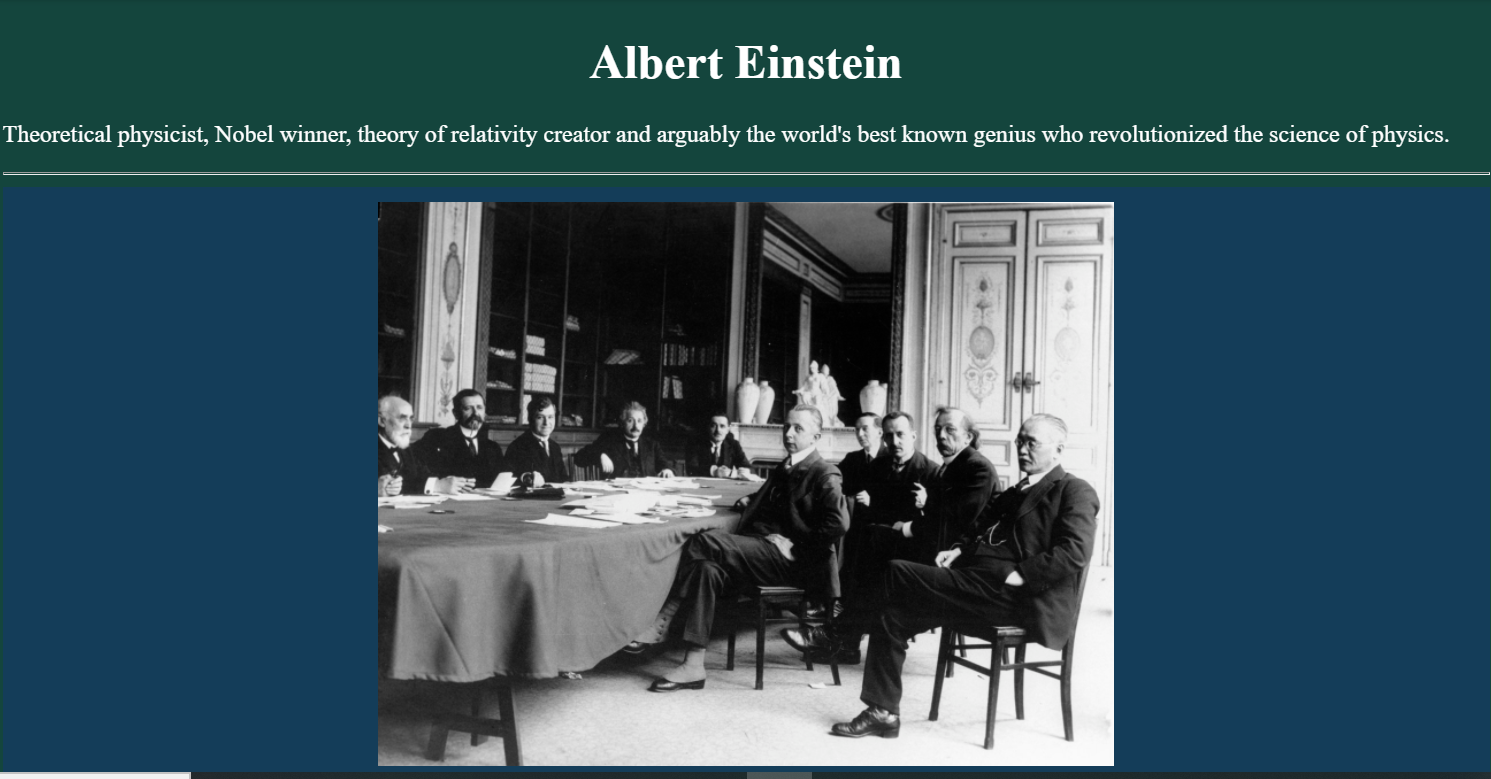 Albert Einstein
Theoretical physicist, Nobel winner, theory of relativity creator and arguably the world's best known genius who revolutionized the science of physics.